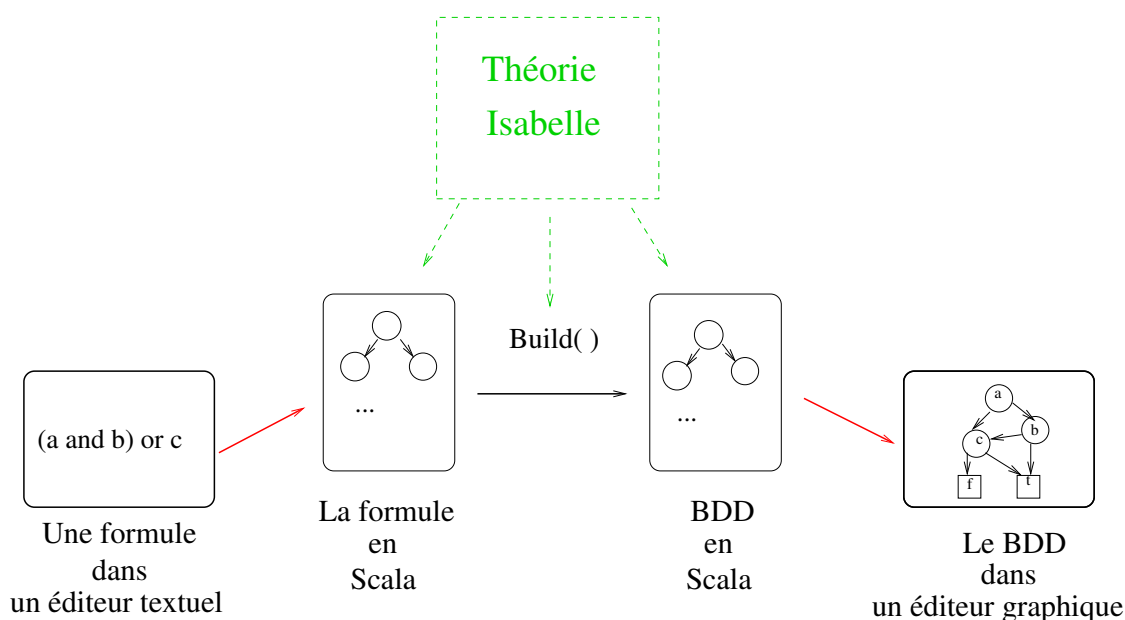 Théorie
Isabelle
Build( )
(a and b) or c
...
...
a
b
c
f
t
Une formule
dans
un éditeur textuel
La formule
en
Scala
BDD
en
Scala
Le BDD
dans
un éditeur graphique